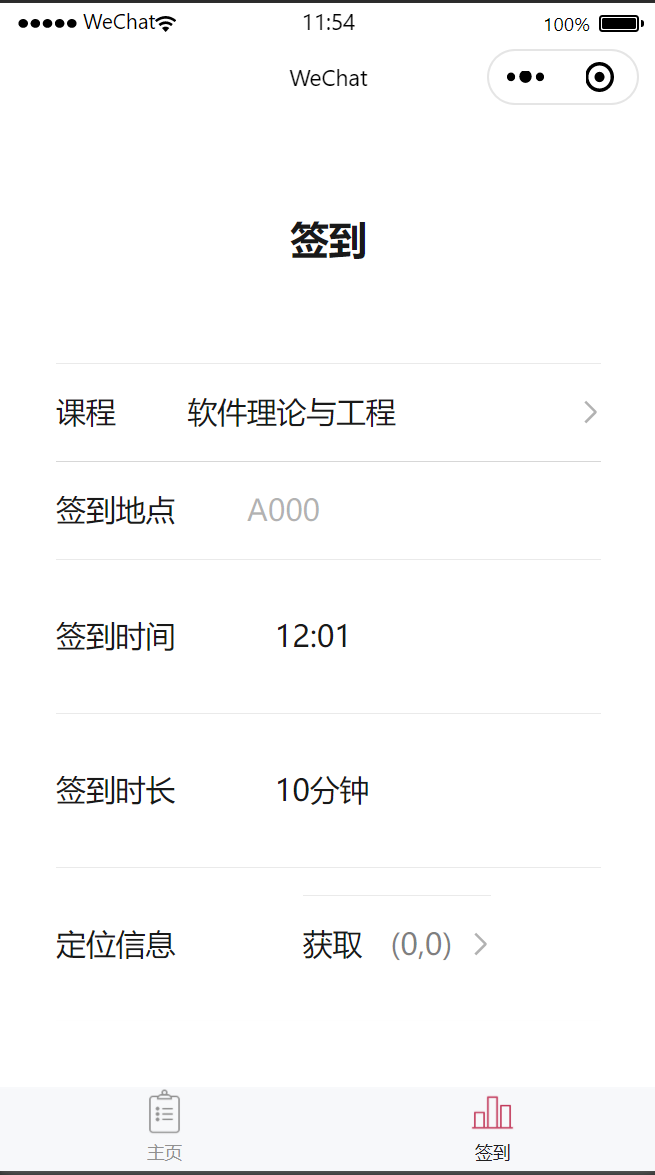 ●●●●● WeChat 11:54 100%
WeChat
签到
课程 软件理论与工程
签到地点 A000
签到时间 12:01
签到时长 10分钟
定位信息 获取 (0,0)
主页 签到